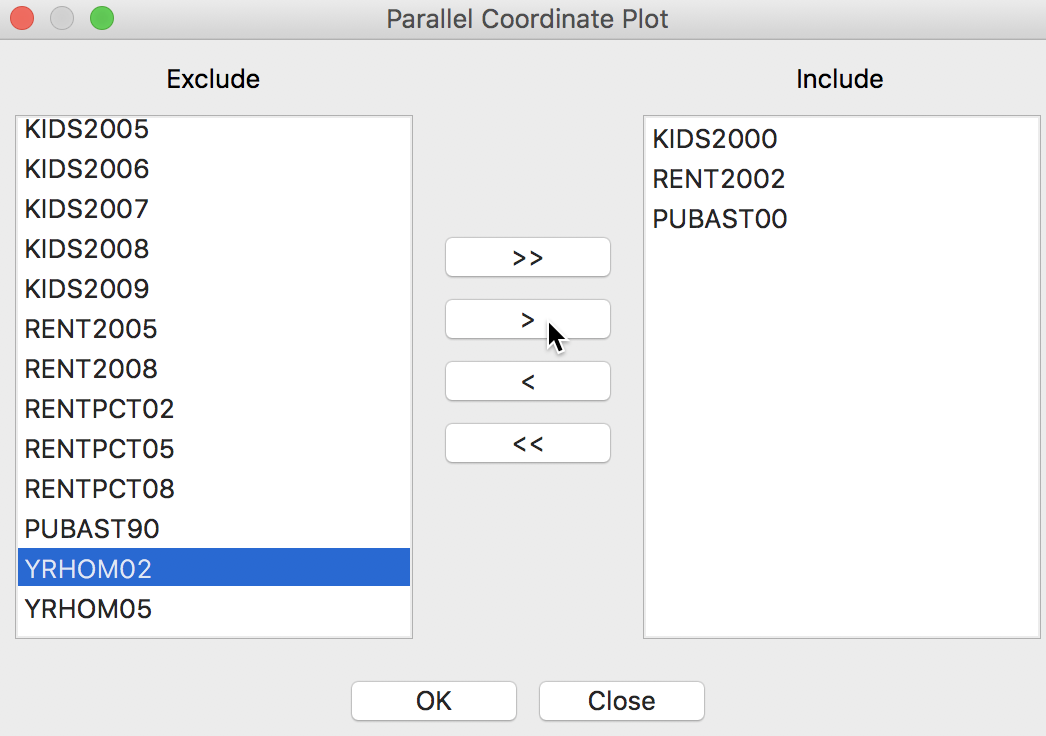 Parallel Coordinate Plot
Exclude
Include
KIDS2005
KIDS2006
KIDS2007
KIDS2008
KIDS2009
RENT2005
RENT2008
RENTPCT02
RENTPCT05
RENTPCT08
PUBAST90
YRHOM02
YRHOM05
>>
>
<
<<
KIDS2000
RENT2002
PUBAST00
OK
Close